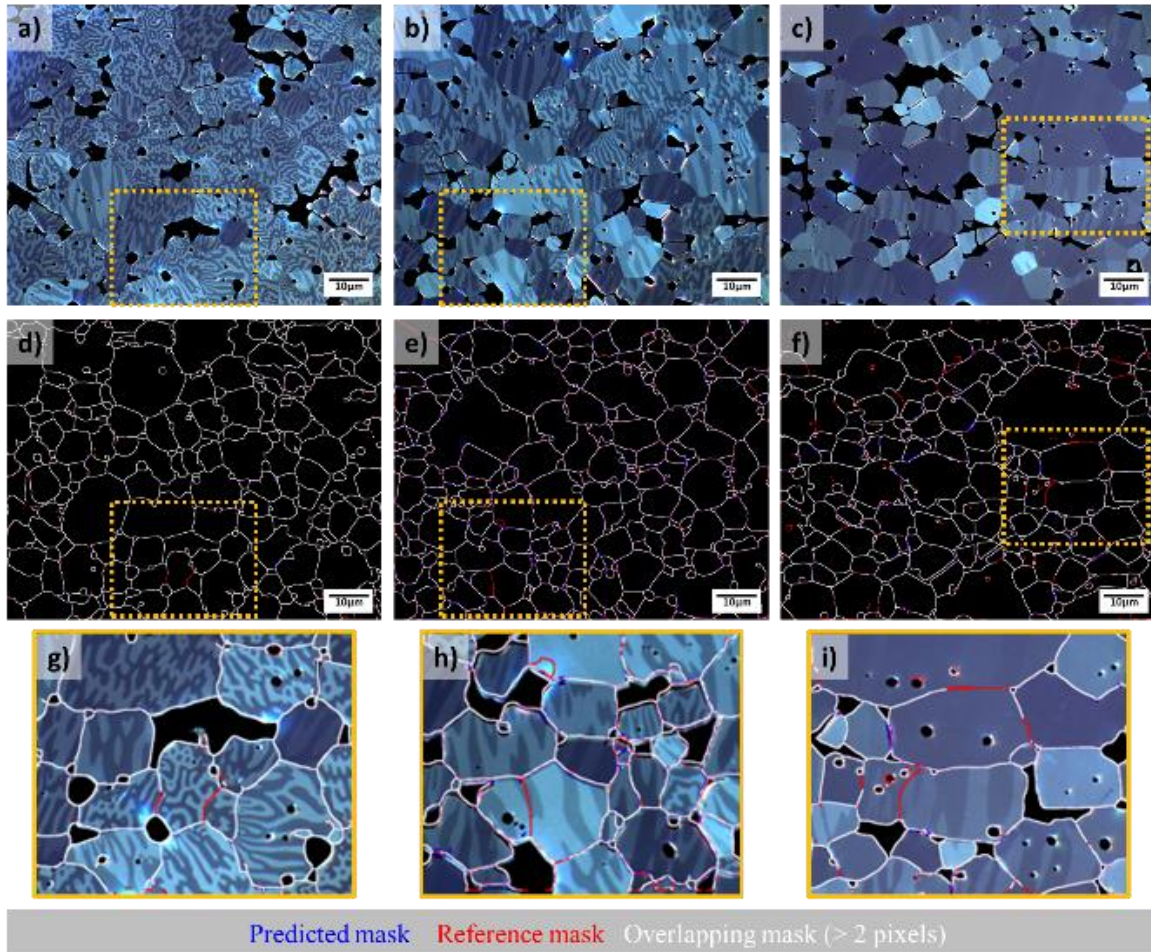 a)
b)
c)
10µm
10µm
10µm
d)
e)
f)
10µm
10µm
10µm
g)
h)
i)
Predicted mask Reference mask Overlapping mask (> 2 pixels)